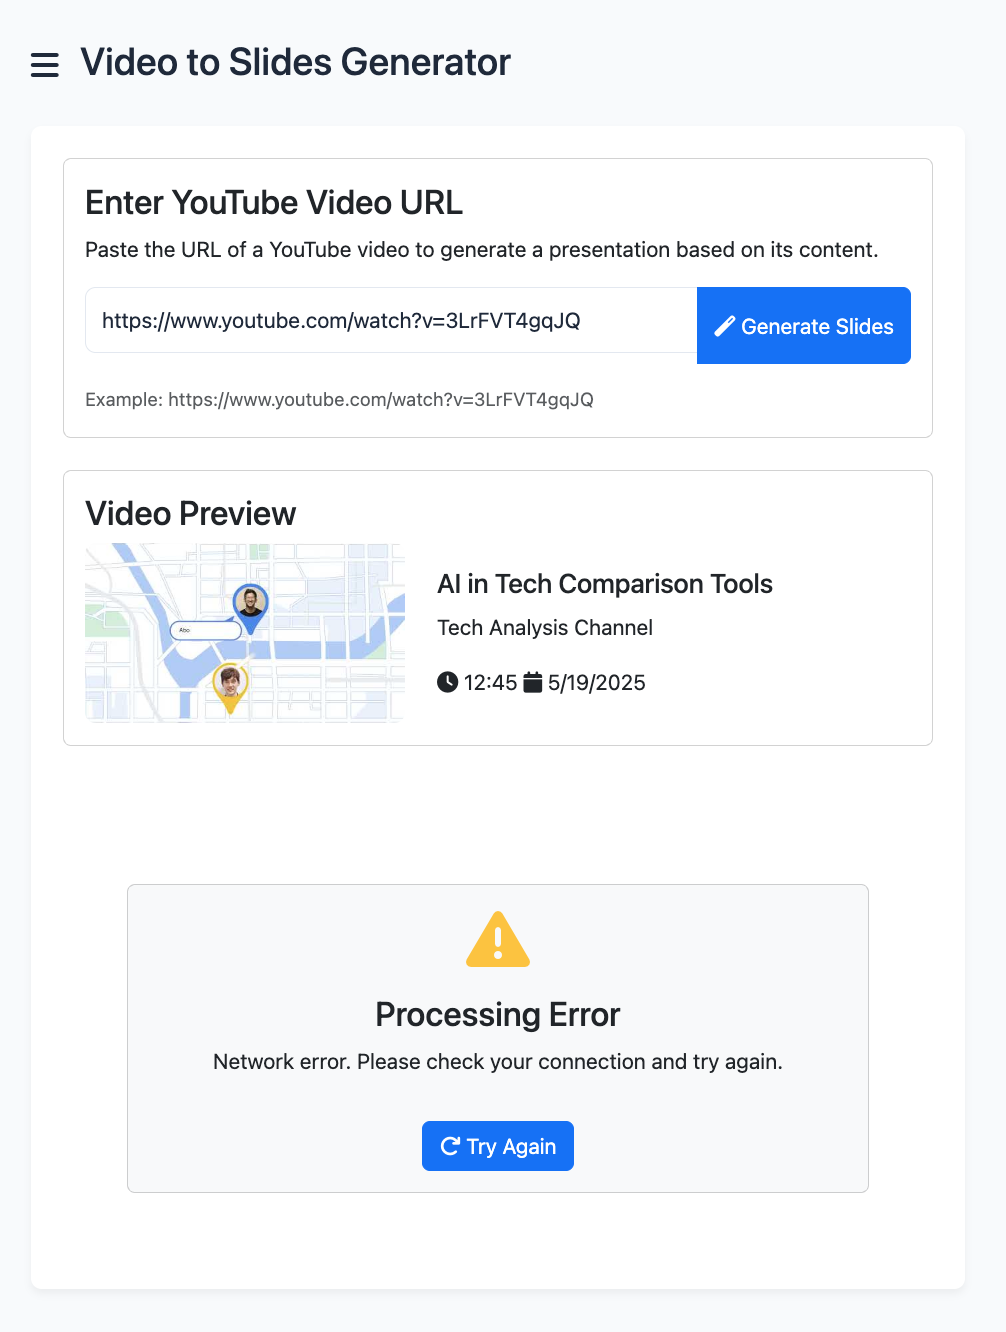 Video to Slides Generator
Enter YouTube Video URL
Paste the URL of a YouTube video to generate a presentation based on its content.
https://www.youtube.com/watch?v=3LrFVT4gqJQ
Generate Slides
Example: https://www.youtube.com/watch?v=3LrFVT4gqJQ
Video Preview
Abo
AI in Tech Comparison Tools
Tech Analysis Channel
12:45 5/19/2025
Processing Error
Network error. Please check your connection and try again.
Try Again